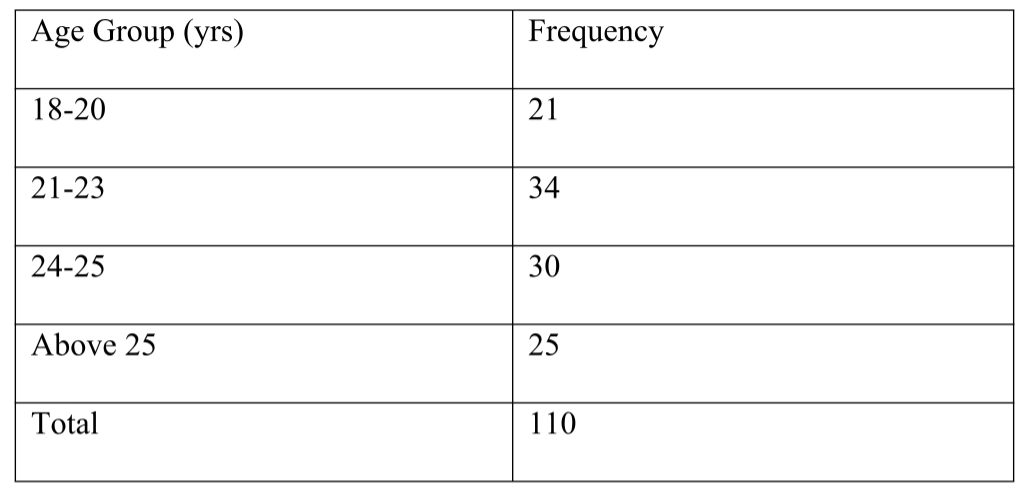 Age Group (yrs) Frequency
18-20 21
21-23 34
24-25 30
Above 25 25
Total 110